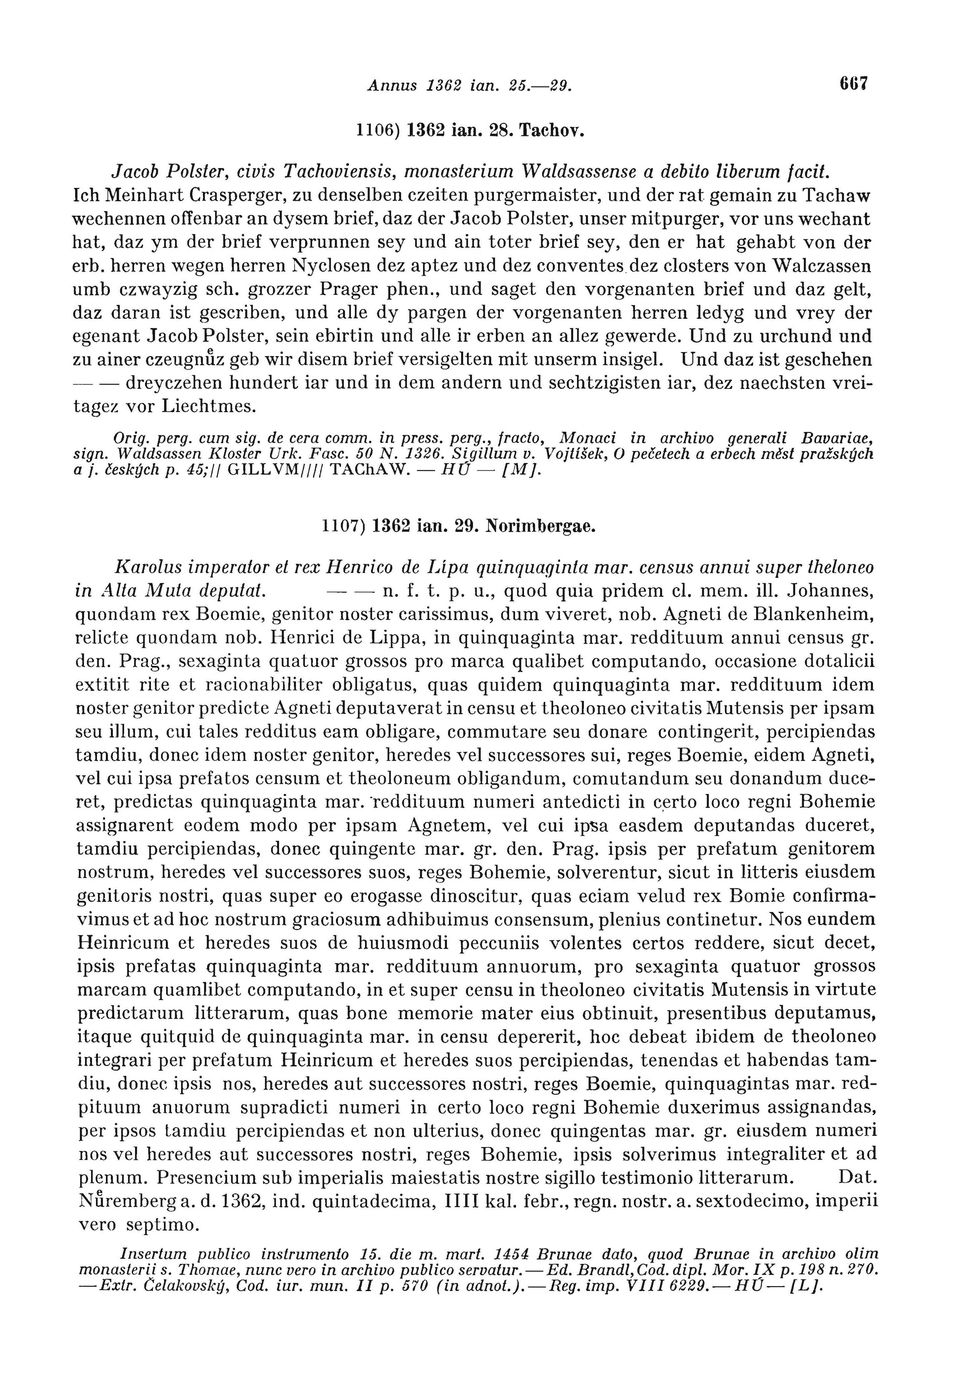 Annus 1362 ian. 25.—29. 667
1106) 1362 ian. 28. Tachov.
Jacob Polster, civis Tachoviensis, monasterium Waldsassense a debito liberum facit.
Ich Meinhart Crasperger, zu denselben czeiten purgermaister, und der rat gemain zu Tachaw
wechennen offenbar an dysem brief, daz der Jacob Polster, unser mitpurger, vor uns wechant
hat, daz ym der brief verprunnen sey und ain toter brief sey, den er hat gehabt von der
erb. herren wegen herren Nyclosen dez aptez und dez conventes dez closters von Walczassen
umb czwayzig sch. grozzer Prager phen., und saget den vorgenanten brief und daz gelt,
daz daran ist gescriben, und alle dy pargen der vorgenanten herren ledyg und vrey der
egenant Jacob Polster, sein ebirtin und alle ir erben an allez gewerde. Und zu urchund und
zu ainer czeugnuͤz geb wir disem brief versigelten mit unserm insigel. Und daz ist geschehen
— — dreyczehen hundert iar und in dem andern und sechtzigisten iar, dez naechsten vrei-
tagez vor Liechtmes.
Orig. perg. cum sig. de cera comm. in press. perg., fracto, Monaci in archivo generali Bavariae,
sign. Waldsassen Kloster Urk. Fasc. 50 N. 1326. Sigillum v. Vojtíšek, O pečetech a erbech měst pražských
a j. českých p. 45;// GILLVM//// TAChAW. — HÚ — [M].
1107) 1362 ian. 29. Norimbergae.
Karolus imperator et rex Henrico de Lipa quinquaginta mar. census annui super theloneo
in Alta Muta deputat. — — n. f. t. p. u., quod quia pridem cl. mem. ill. Johannes,
quondam rex Boemie, genitor noster carissimus, dum viveret, nob. Agneti de Blankenheim,
relicte quondam nob. Henrici de Lippa, in quinquaginta mar. reddituum annui census gr.
den. Prag., sexaginta quatuor grossos pro marca qualibet computando, occasione dotalicii
extitit rite et racionabiliter obligatus, quas quidem quinquaginta mar. reddituum idem
noster genitor predicte Agneti deputaverat in censu et theoloneo civitatis Mutensis per ipsam
seu illum, cui tales redditus eam obligare, commutare seu donare contingerit, percipiendas
tamdiu, donec idem noster genitor, heredes vel successores sui, reges Boemie, eidem Agneti,
vel cui ipsa prefatos censum et theoloneum obligandum, comutandum seu donandum duce-
ret, predictas quinquaginta mar. reddituum numeri antedicti in certo loco regni Bohemie
assignarent eodem modo per ipsam Agnetem, vel cui ipsa easdem deputandas duceret,
tamdiu percipiendas, donec quingente mar. gr. den. Prag. ipsis per prefatum genitorem
nostrum, heredes vel successores suos, reges Bohemie, solverentur, sicut in litteris eiusdem
genitoris nostri, quas super eo erogasse dinoscitur, quas eciam velud rex Bomie confirma-
vimus et ad hoc nostrum graciosum adhibuimus consensum, plenius continetur. Nos eundem
Heinricum et heredes suos de huiusmodi peccuniis volentes certos reddere, sicut decet,
ipsis prefatas quinquaginta mar. reddituum annuorum, pro sexaginta quatuor grossos
marcam quamlibet computando, in et super censu in theoloneo civitatis Mutensis in virtute
predictarum litterarum, quas bone memorie mater eius obtinuit, presentibus deputamus,
itaque quitquid de quinquaginta mar. in censu depererit, hoc debeat ibidem de theoloneo
integrari per prefatum Heinricum et heredes suos percipiendas, tenendas et habendas tam-
diu, donec ipsis nos, heredes aut successores nostri, reges Boemie, quinquagintas mar. red-
pituum anuorum supradicti numeri in certo loco regni Bohemie duxerimus assignandas,
per ipsos tamdiu percipiendas et non ulterius, donec quingentas mar. gr. eiusdem numeri
nos vel heredes aut successores nostri, reges Bohemie, ipsis solverimus integraliter et ad
plenum. Presencium sub imperialis maiestatis nostre sigillo testimonio litterarum. Dat.
Nuͤremberg a. d. 1362, ind. quintadecima, IIII kal. febr., regn. nostr. a. sextodecimo, imperii
vero septimo.
Insertum publico instrumento 15. die m. mart. 1454 Brunae dato, quod Brunae in archivo olim
monasterii s. Thomae, nunc vero in archivo publico servatur. — Ed. Brandl, Cod. dipl. Mor. IX p. 198 n. 270.
— Extr. Čelakovský, Cod. iur. mun. II p. 570 (in adnot.). — Reg. imp. VIII 6229. — HÚ — [L].